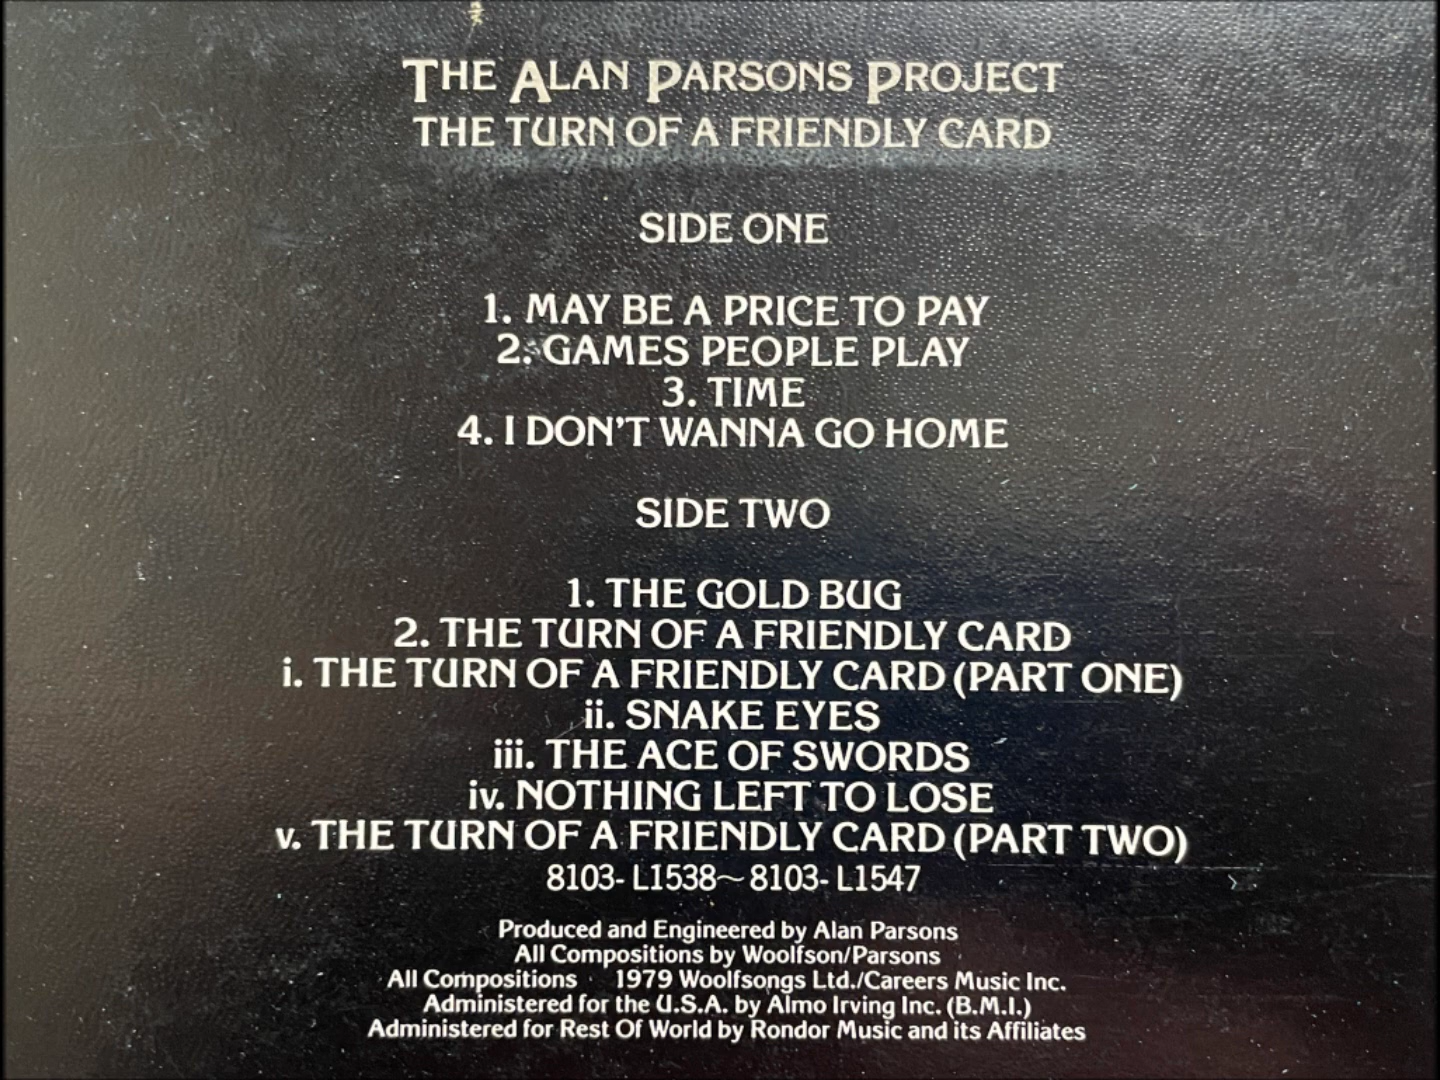 THE ALAN PARSONS PROJECT
THE TURN OF A FRIENDLY CARD
SIDE ONE
1. MAY BE A PRICE TO PAY
2. GAMES PEOPLE PLAY
3. TIME
4. I DON'T WANNA GO HOME
SIDE TWO
1. THE GOLD BUG
2. THE TURN OF A FRIENDLY CARD
i. THE TURN OF A FRIENDLY CARD (PART ONE)
ii. SNAKE EYES
iii. THE ACE OF SWORDS
iv. NOTHING LEFT TO LOSE
v. THE TURN OF A FRIENDLY CARD (PART TWO)
8103-L1538~8103-L1547
Produced and Engineered by Alan Parsons
All Compositions by Woolfson/Parsons
All Compositions 1979 Woolfsongs Ltd./Careers Music Inc.
Administered for the U.S.A. by Almo Irving Inc. (B.M.I.)
Administered for Rest Of World by Rondor Music and its Affiliates